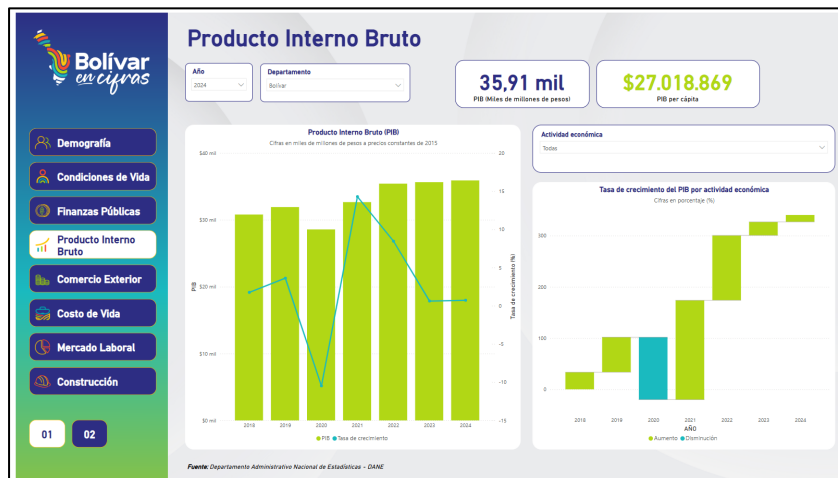 Bolívar
en cifras
Demografía
Condiciones de Vida
Finanzas Públicas
Producto Interno
Bruto
Comercio Exterior
Costo de Vida
Mercado Laboral
Construcción
01
02
Producto Interno Bruto
Año
2024
Departamento
Bolívar
35,91 mil
PIB (Miles de millones de pesos)
$27.018.869
PIB per cápita
Producto Interno Bruto (PIB)
Cifras en miles de millones de pesos a precios constantes de 2015
$40 mil
$30 mil
$20 mil
$10 mil
$0 mil
PIB
20
15
10
5
0
-5
-10
-15
Tasa de crecimiento (%)
2018 2019 2020 2021 2022 2023 2024
PIB Tasa de crecimiento
Actividad económica
Todas
Tasa de crecimiento del PIB por actividad económica
Cifras en porcentaje (%)
300
200
100
0
2018 2019 2020 2021 2022 2023 2024
AÑO
Aumento Disminución
Fuente: Departamento Administrativo Nacional de Estadísticas - DANE